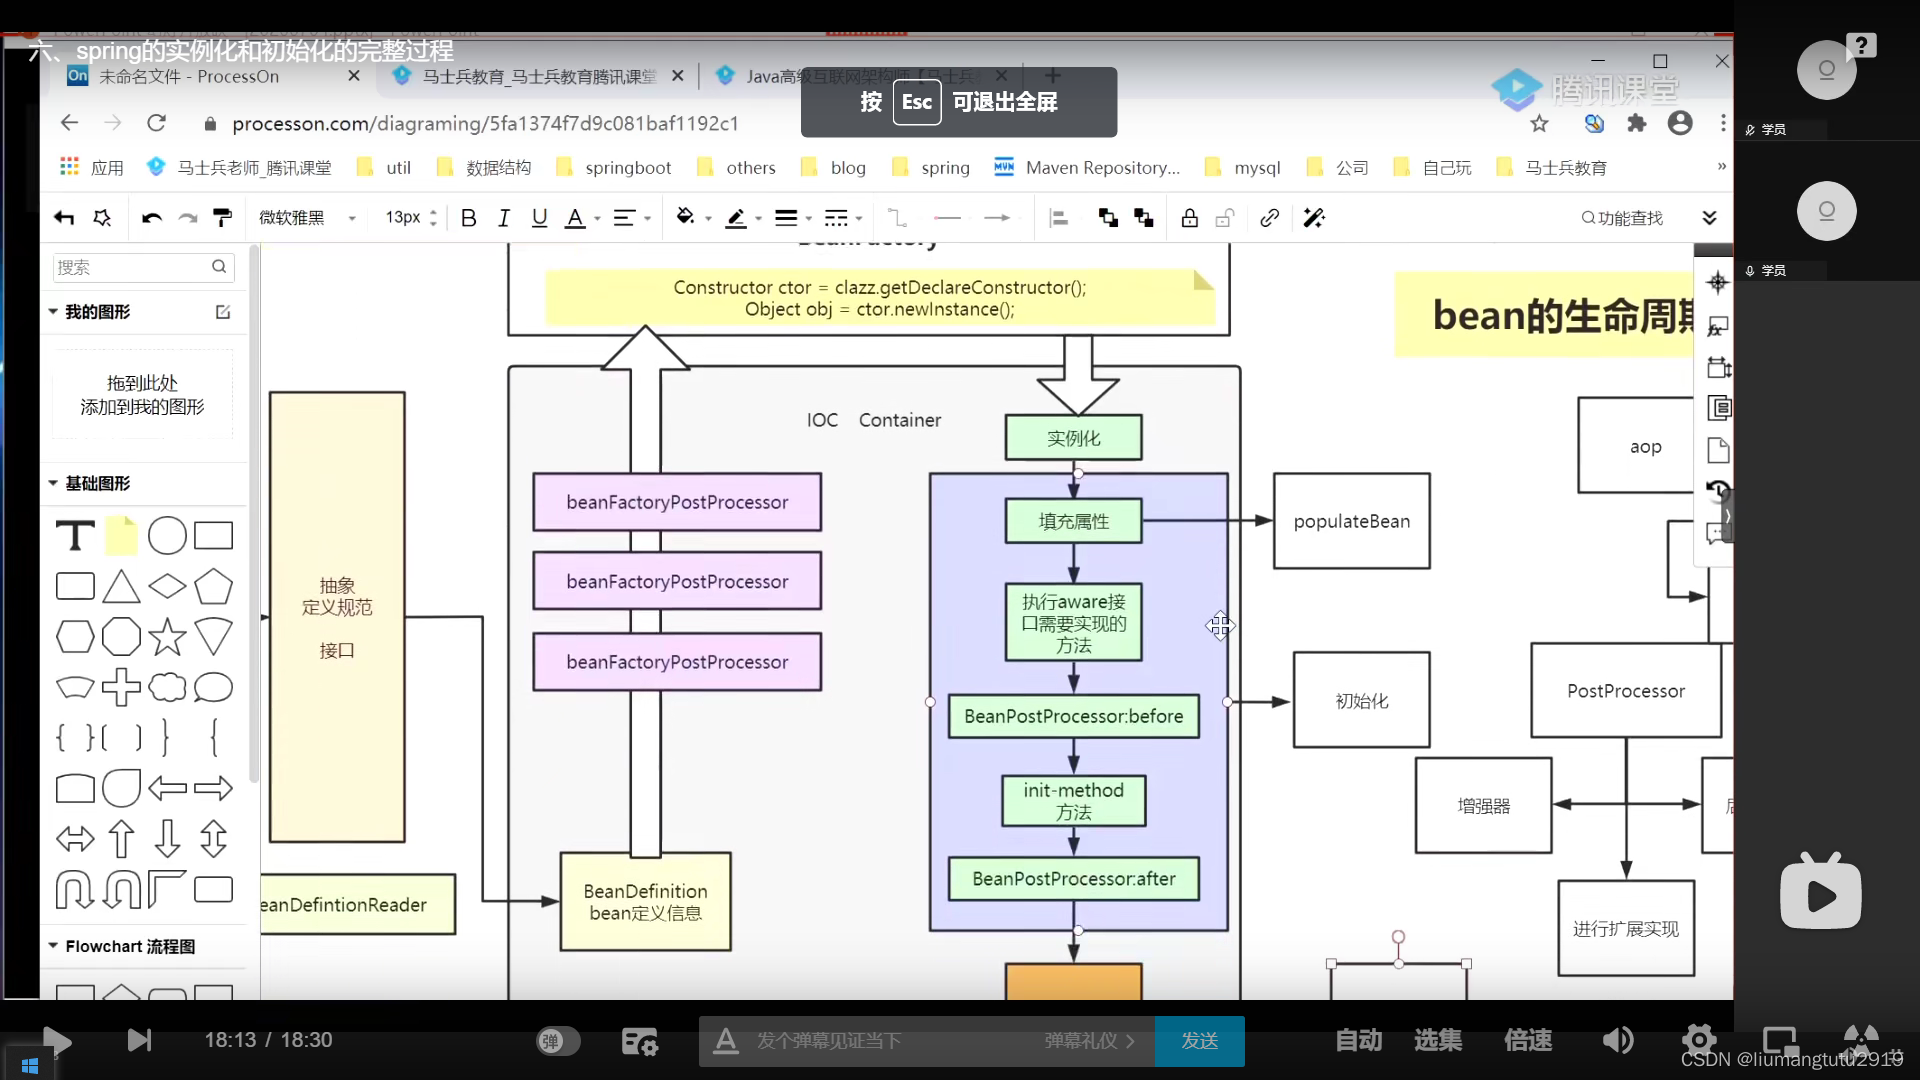 六、spring的实例化和初始化的完整过程
On 未命名文件 - ProcessOn
马士兵教育_马士兵教育腾讯课堂
Java高级互联网架构师【马士兵
按 Esc 可退出全屏
腾讯课堂
processon.com/diagraming/5fa1374f7d9c081baf1192c1
应用
马士兵老师_腾讯课堂
util
数据结构
springboot
others
blog
spring
MVN Maven Repository...
mysql
公司
自己玩
马士兵教育
»
微软雅黑
13px
B I U A
功能查找
搜索
我的图形
拖到此处
添加到我的图形
基础图形
T
Flowchart 流程图
BeanFactory
Constructor ctor = clazz.getDeclareConstructor();
Object obj = ctor.newInstance();
bean的生命周期
IOC Container
抽象
定义规范
接口
eanDefintionReader
beanFactoryPostProcessor
beanFactoryPostProcessor
beanFactoryPostProcessor
BeanDefinition
bean定义信息
实例化
填充属性
执行aware接
口需要实现的
方法
BeanPostProcessor:before
init-method
方法
BeanPostProcessor:after
populateBean
初始化
aop
PostProcessor
增强器
进行扩展实现
学员
学员
18:13 / 18:30
弹
发个弹幕见证当下
弹幕礼仪 >
发送
自动
选集
倍速
CSDN @liumangtutu2919